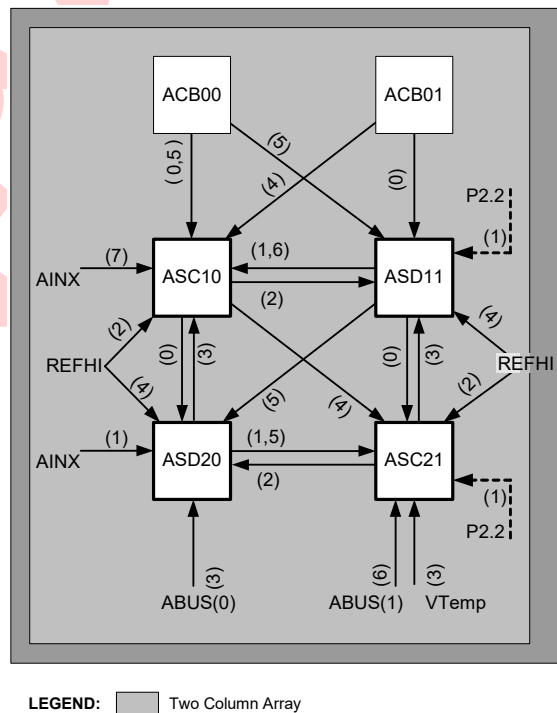 ACB00 ACB01
(0,5) (5) (4) (0)
P2.2
(7) (1,6) (1)
AINX ASC10 ASD11
(2)
(2) (4)
REFHI (0) (3) (0) (3) REFHI
(4) (5) (4) (2)
(1) (1,5)
AINX ASD20 ASC21
(2) (1)
P2.2
(3) (6) (3)
ABUS(0) ABUS(1) VTemp
LEGEND: Two Column Array